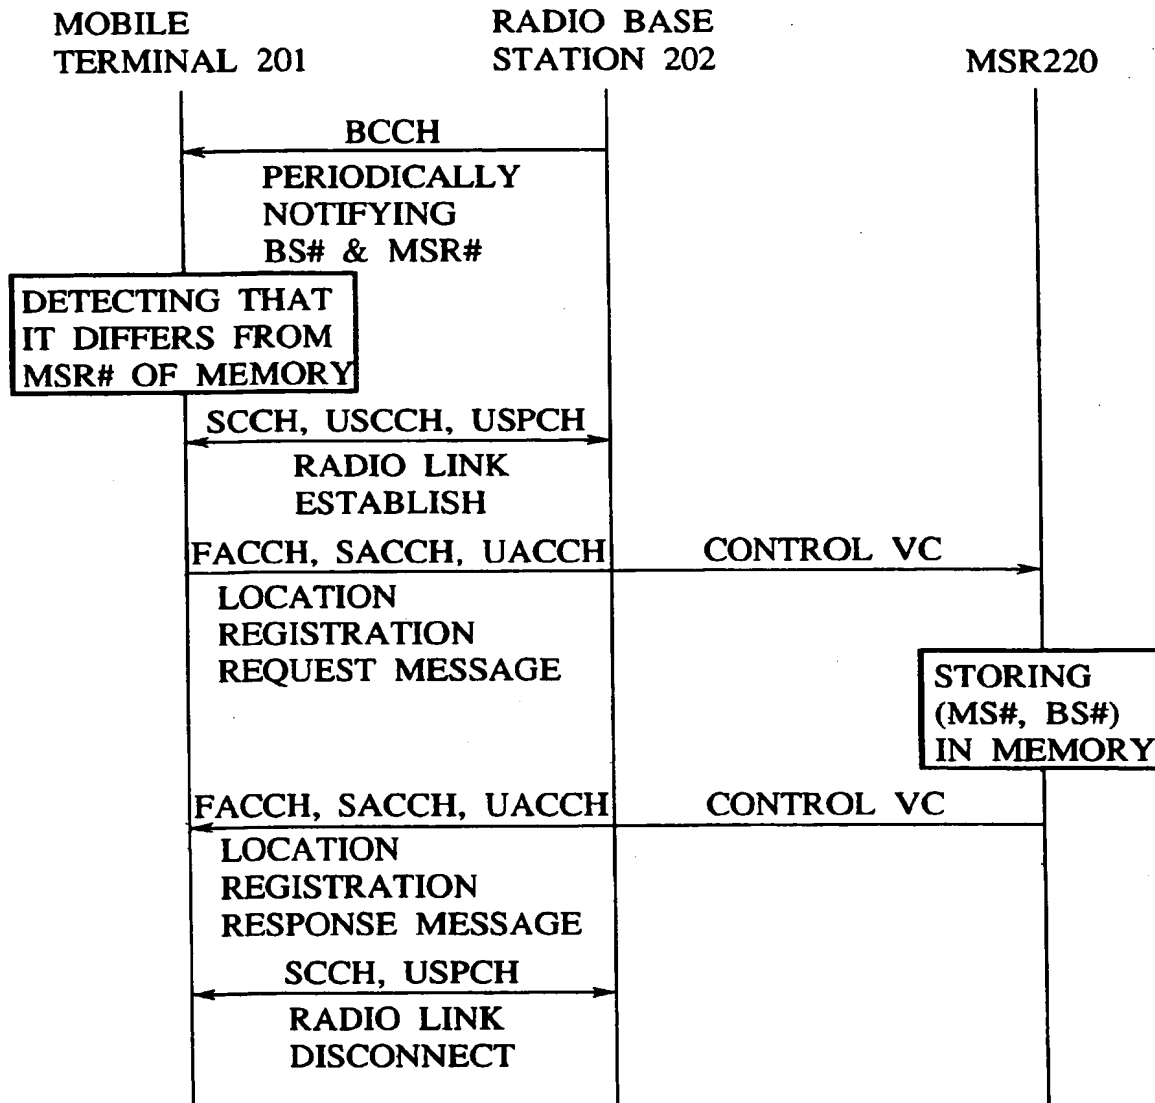 MOBILE
TERMINAL 201
RADIO BASE
STATION 202
MSR220
BCCH
PERIODICALLY
NOTIFYING
BS# & MSR#
DETECTING THAT
IT DIFFERS FROM
MSR# OF MEMORY
SCCH, USCCH, USPCH
RADIO LINK
ESTABLISH
FACCH, SACCH, UACCH
CONTROL VC
LOCATION
REGISTRATION
REQUEST MESSAGE
STORING
(MS#, BS#)
IN MEMORY
FACCH, SACCH, UACCH
CONTROL VC
LOCATION
REGISTRATION
RESPONSE MESSAGE
SCCH, USPCH
RADIO LINK
DISCONNECT